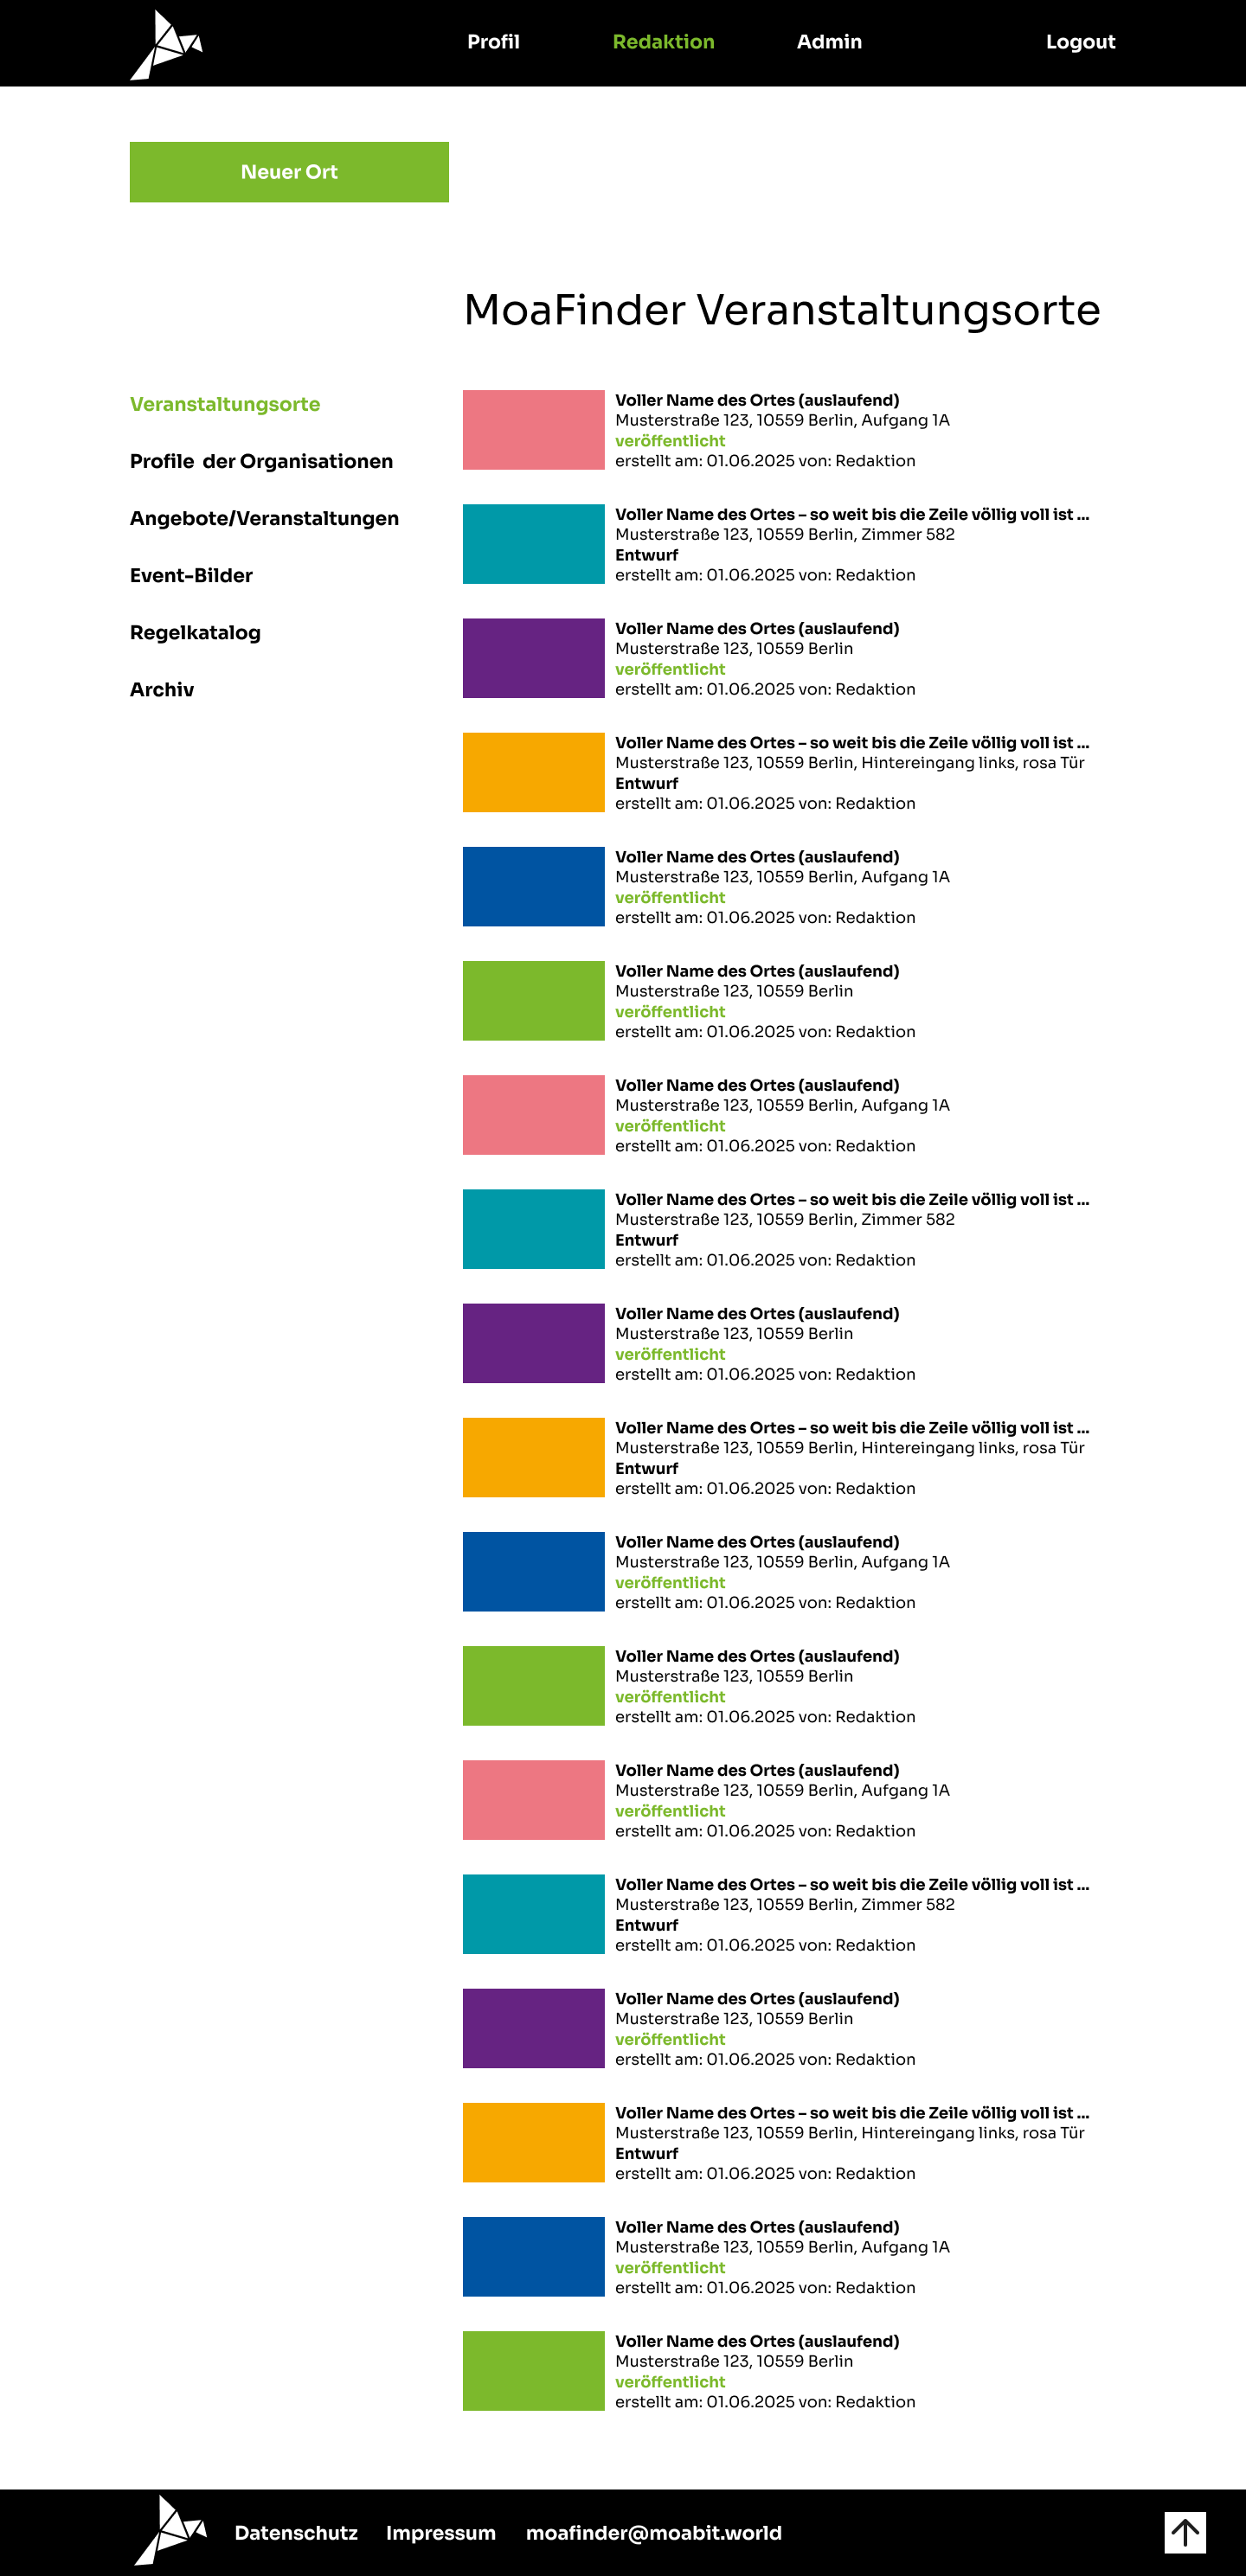 Profil Redaktion Admin Logout
Neuer Ort
MoaFinder Veranstaltungsorte
Veranstaltungsorte
Profile der Organisationen
Angebote/Veranstaltungen
Event-Bilder
Regelkatalog
Archiv
Voller Name des Ortes (auslaufend)
Musterstraße 123, 10559 Berlin, Aufgang 1A
veröffentlicht
erstellt am: 01.06.2025 von: Redaktion
Voller Name des Ortes – so weit bis die Zeile völlig voll ist ...
Musterstraße 123, 10559 Berlin, Zimmer 582
Entwurf
erstellt am: 01.06.2025 von: Redaktion
Voller Name des Ortes (auslaufend)
Musterstraße 123, 10559 Berlin
veröffentlicht
erstellt am: 01.06.2025 von: Redaktion
Voller Name des Ortes – so weit bis die Zeile völlig voll ist ...
Musterstraße 123, 10559 Berlin, Hintereingang links, rosa Tür
Entwurf
erstellt am: 01.06.2025 von: Redaktion
Voller Name des Ortes (auslaufend)
Musterstraße 123, 10559 Berlin, Aufgang 1A
veröffentlicht
erstellt am: 01.06.2025 von: Redaktion
Voller Name des Ortes (auslaufend)
Musterstraße 123, 10559 Berlin
veröffentlicht
erstellt am: 01.06.2025 von: Redaktion
Voller Name des Ortes (auslaufend)
Musterstraße 123, 10559 Berlin, Aufgang 1A
veröffentlicht
erstellt am: 01.06.2025 von: Redaktion
Voller Name des Ortes – so weit bis die Zeile völlig voll ist ...
Musterstraße 123, 10559 Berlin, Zimmer 582
Entwurf
erstellt am: 01.06.2025 von: Redaktion
Voller Name des Ortes (auslaufend)
Musterstraße 123, 10559 Berlin
veröffentlicht
erstellt am: 01.06.2025 von: Redaktion
Voller Name des Ortes – so weit bis die Zeile völlig voll ist ...
Musterstraße 123, 10559 Berlin, Hintereingang links, rosa Tür
Entwurf
erstellt am: 01.06.2025 von: Redaktion
Voller Name des Ortes (auslaufend)
Musterstraße 123, 10559 Berlin, Aufgang 1A
veröffentlicht
erstellt am: 01.06.2025 von: Redaktion
Voller Name des Ortes (auslaufend)
Musterstraße 123, 10559 Berlin
veröffentlicht
erstellt am: 01.06.2025 von: Redaktion
Voller Name des Ortes (auslaufend)
Musterstraße 123, 10559 Berlin, Aufgang 1A
veröffentlicht
erstellt am: 01.06.2025 von: Redaktion
Voller Name des Ortes – so weit bis die Zeile völlig voll ist ...
Musterstraße 123, 10559 Berlin, Zimmer 582
Entwurf
erstellt am: 01.06.2025 von: Redaktion
Voller Name des Ortes (auslaufend)
Musterstraße 123, 10559 Berlin
veröffentlicht
erstellt am: 01.06.2025 von: Redaktion
Voller Name des Ortes – so weit bis die Zeile völlig voll ist ...
Musterstraße 123, 10559 Berlin, Hintereingang links, rosa Tür
Entwurf
erstellt am: 01.06.2025 von: Redaktion
Voller Name des Ortes (auslaufend)
Musterstraße 123, 10559 Berlin, Aufgang 1A
veröffentlicht
erstellt am: 01.06.2025 von: Redaktion
Voller Name des Ortes (auslaufend)
Musterstraße 123, 10559 Berlin
veröffentlicht
erstellt am: 01.06.2025 von: Redaktion
Datenschutz Impressum moafinder@moabit.world